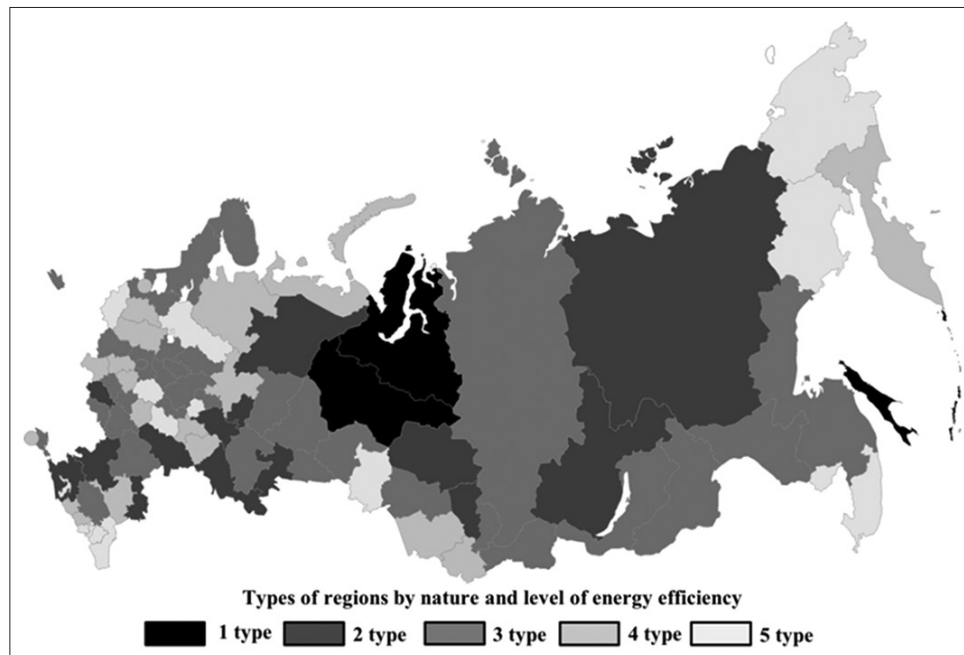 Types of regions by nature and level of energy efficiency
1 type 2 type 3 type 4 type 5 type